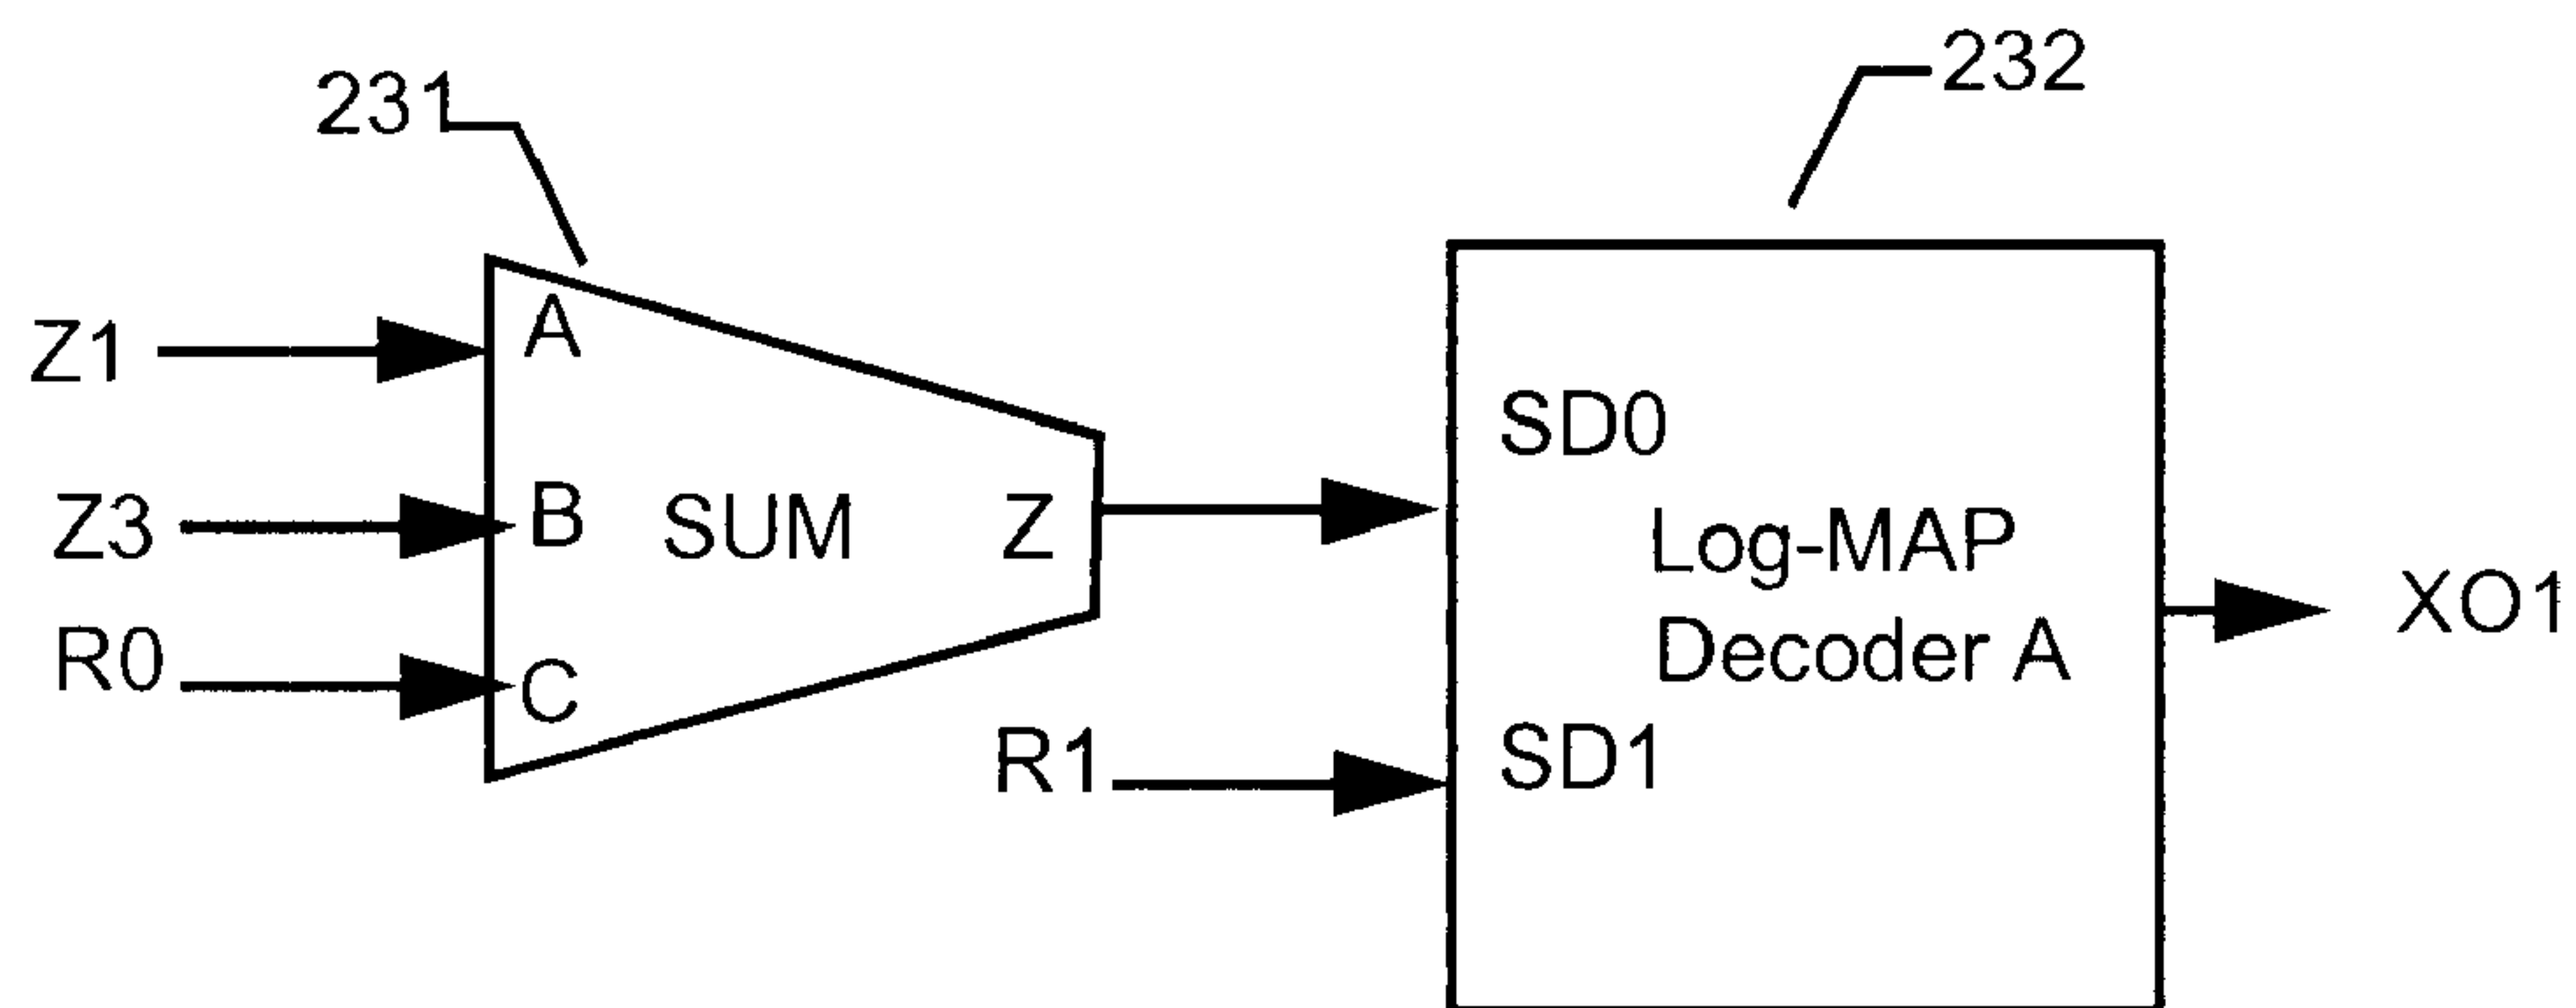 231
232
Z1
A
SD0
Z3
B
SUM
Z
Log-MAP
Decoder A
XO1
R0
C
R1
SD1